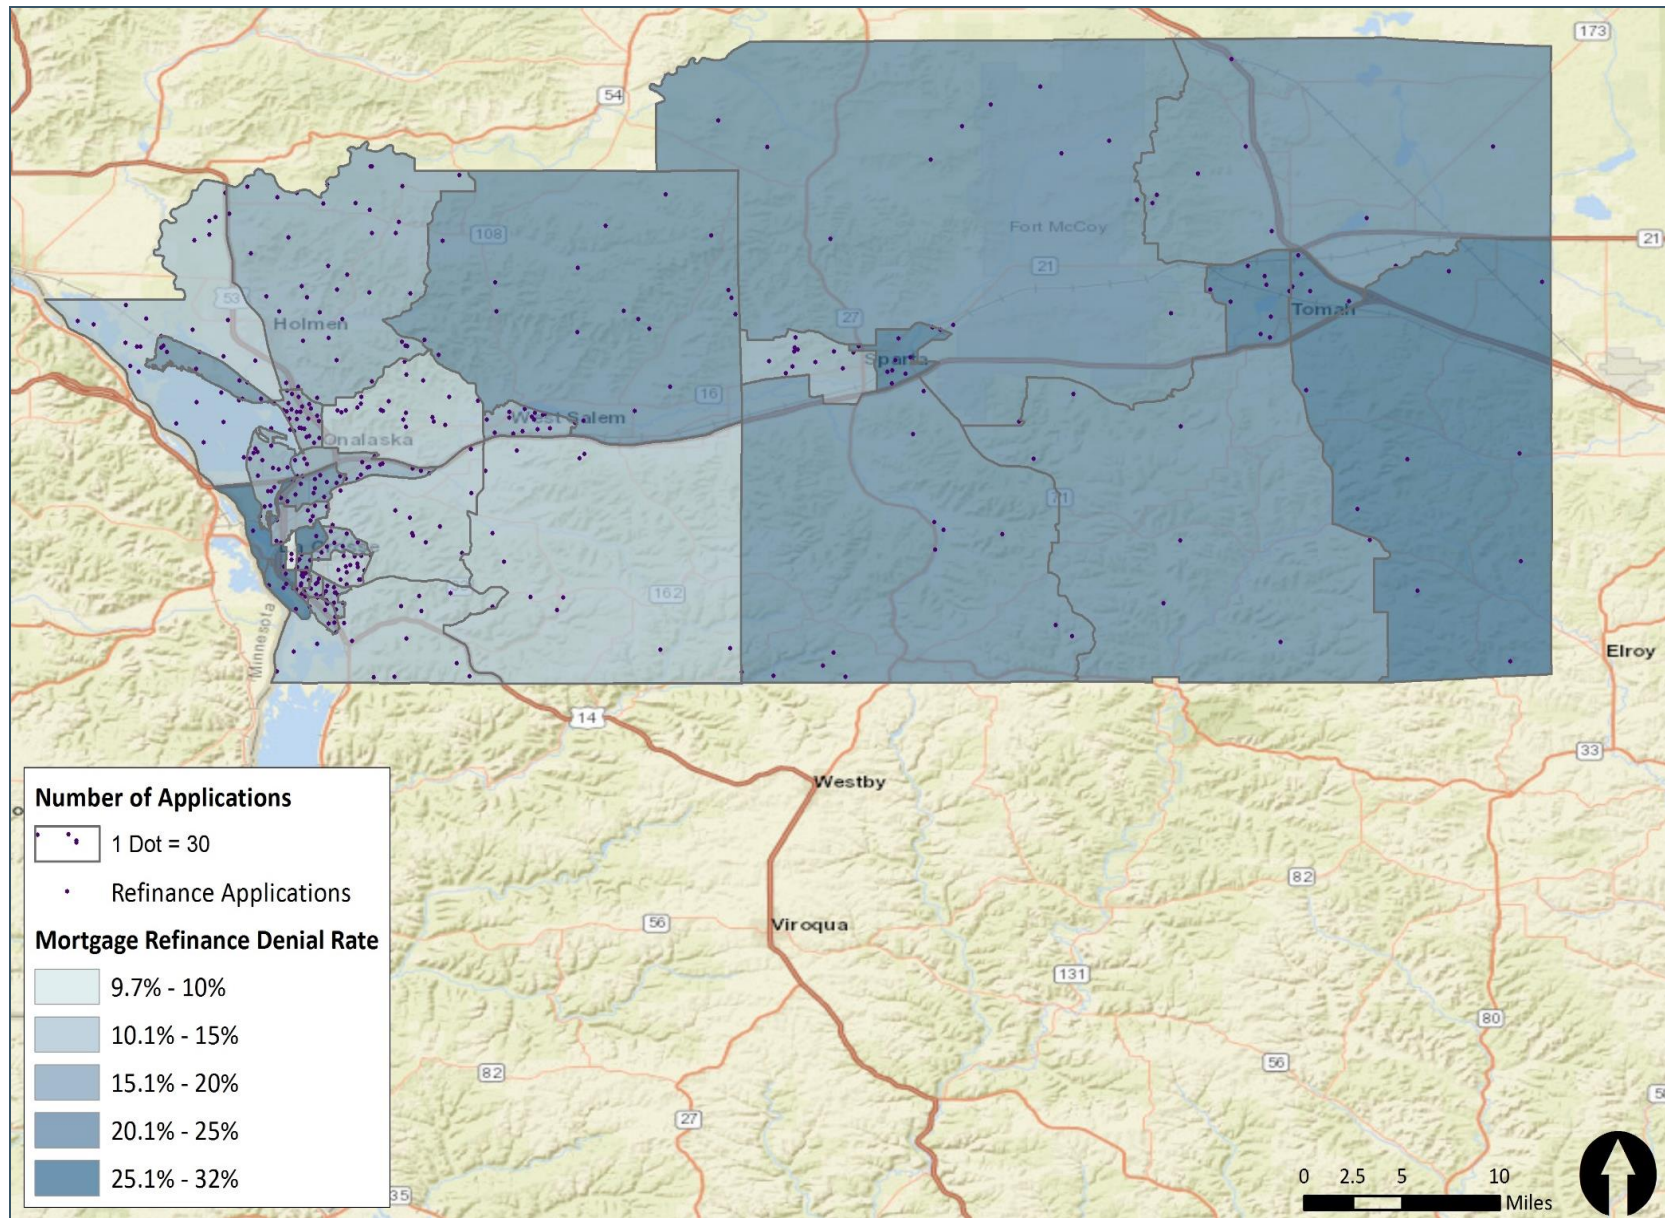 173
54
108
Fort McCoy
21
21
53
Holmen
27
Tomah
Sparta
16
West Salem
Onalaska
71
162
Minnesota
Elroy
14
33
Westby
Number of Applications
1 Dot = 30
Refinance Applications
Mortgage Refinance Denial Rate
9.7% - 10%
10.1% - 15%
15.1% - 20%
20.1% - 25%
25.1% - 32%
82
56
Viroqua
131
80
56
82
27
35
0 2.5 5 10
Miles